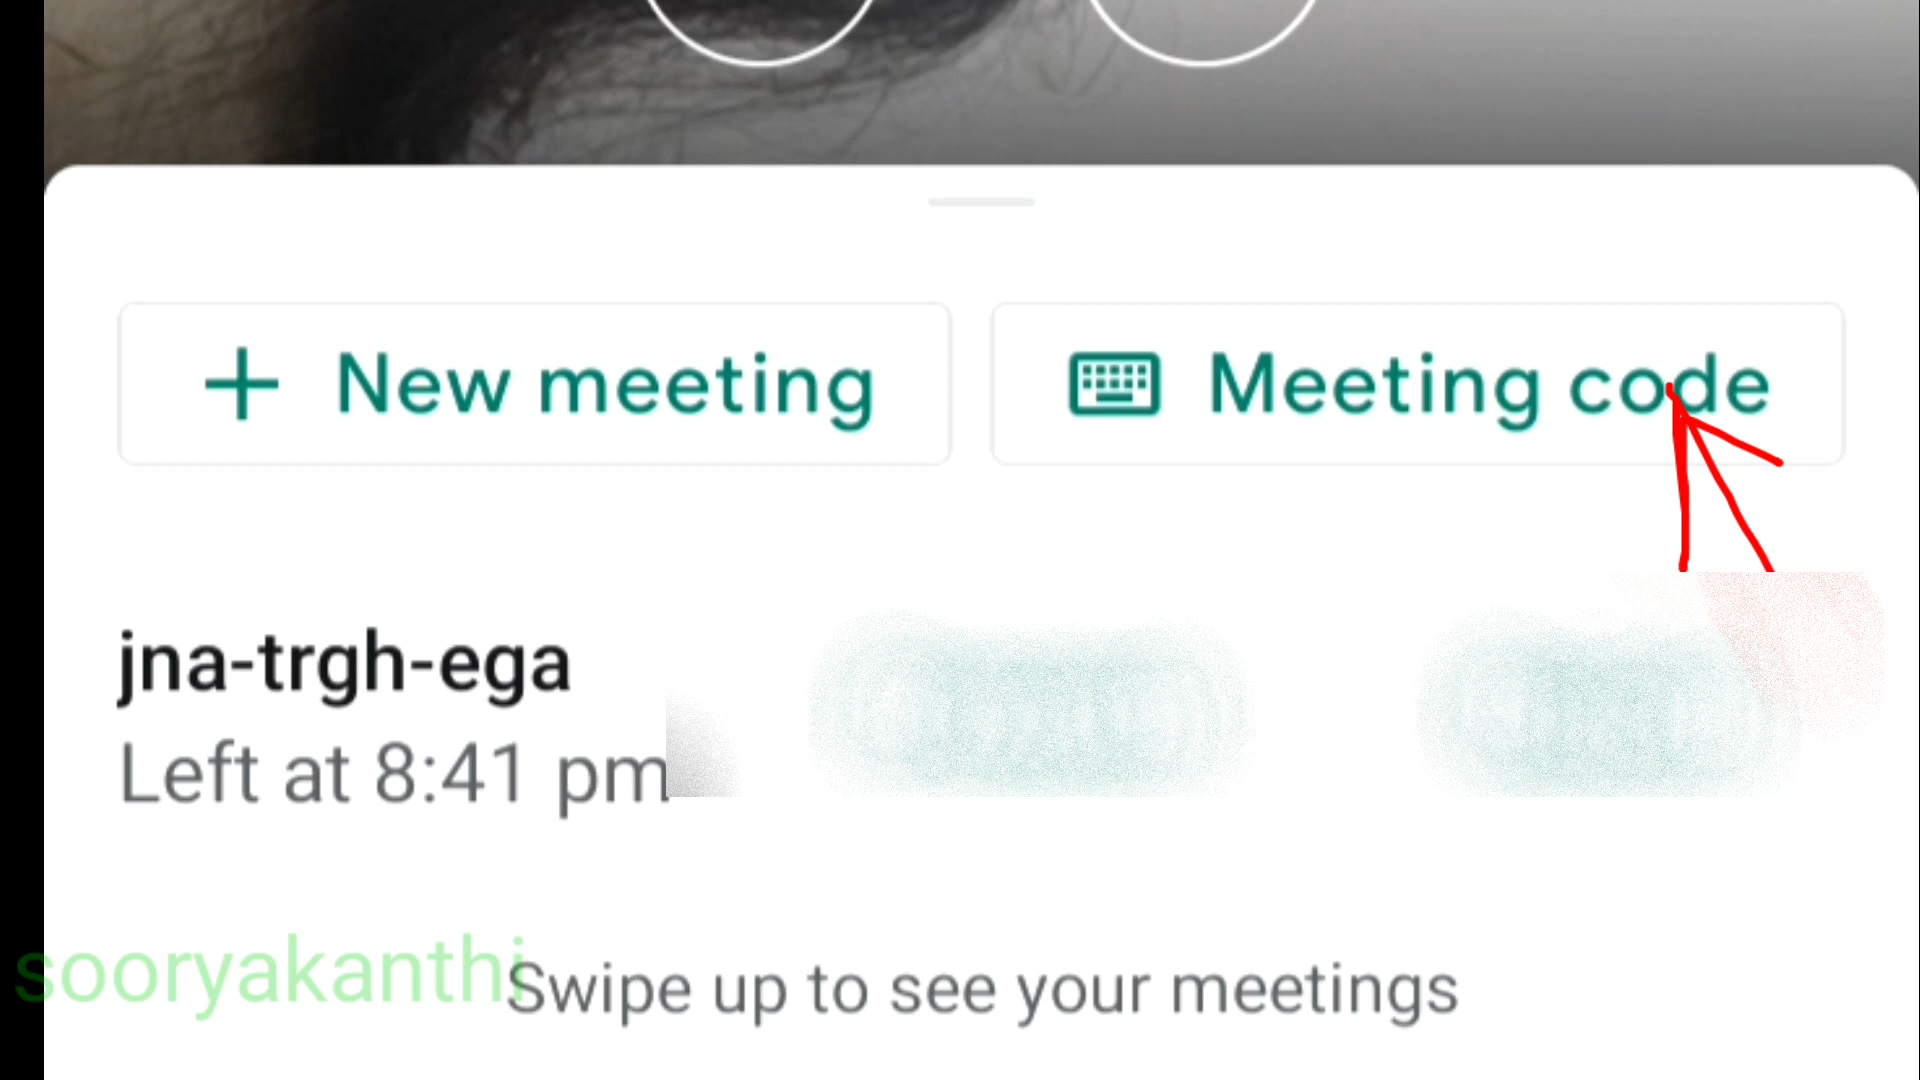 New meeting
Meeting code
jna-trgh-ega
Left at 8:41 pm
sooryakanthi
Swipe up to see your meetings